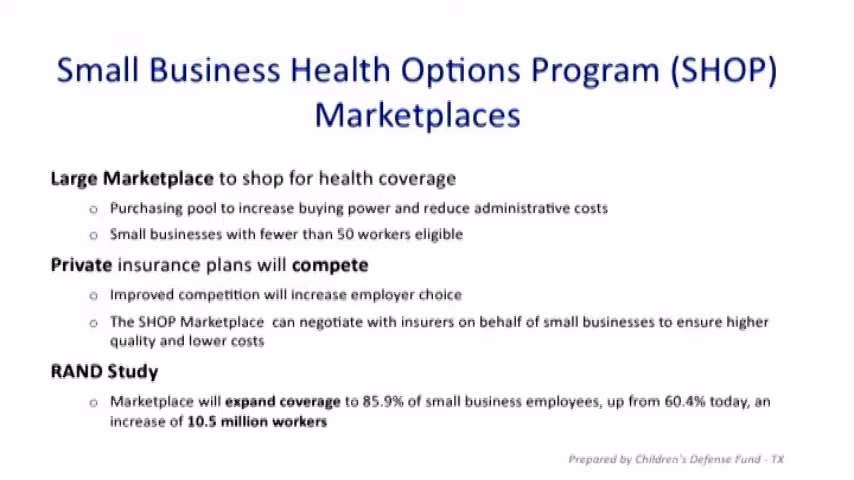 Small Business Health Options Program (SHOP)
Marketplaces
Large Marketplace to shop for health coverage
o Purchasing pool to increase buying power and reduce administrative costs
o Small businesses with fewer than 50 workers eligible
Private insurance plans will compete
o Improved competition will increase employer choice
o The SHOP Marketplace can negotiate with insurers on behalf of small businesses to ensure higher
quality and lower costs
RAND Study
o Marketplace will expand coverage to 85.9% of small business employees, up from 60.4% today, an
increase of 10.5 million workers
Prepared by Children's Defense Fund - TX